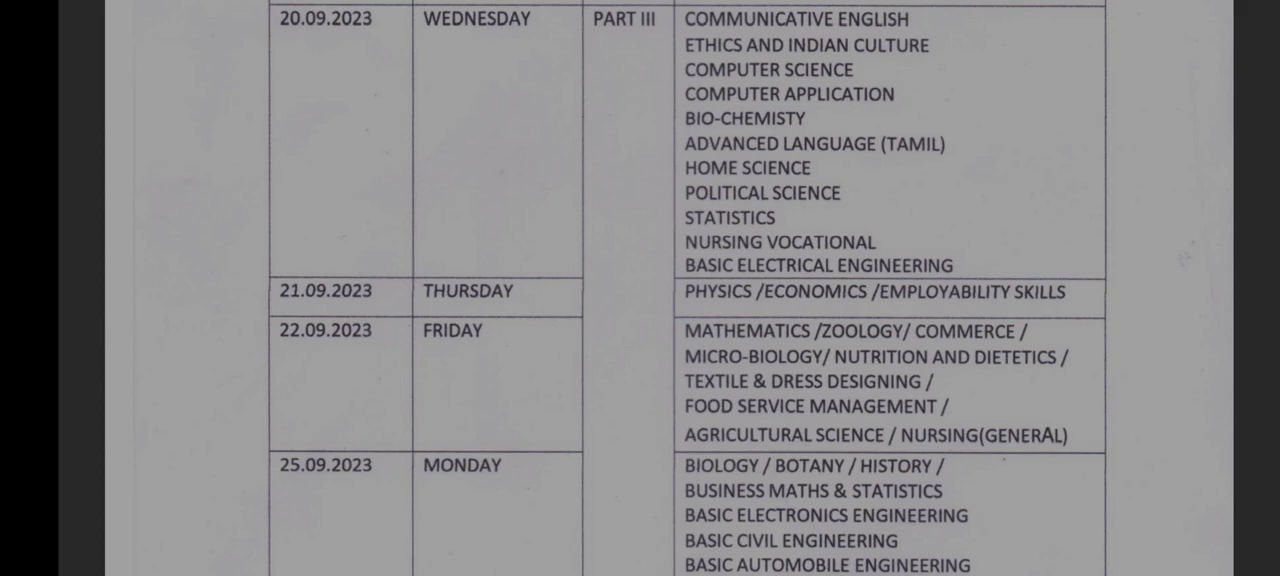 20.09.2023 WEDNESDAY PART III COMMUNICATIVE ENGLISH
ETHICS AND INDIAN CULTURE
COMPUTER SCIENCE
COMPUTER APPLICATION
BIO-CHEMISTY
ADVANCED LANGUAGE (TAMIL)
HOME SCIENCE
POLITICAL SCIENCE
STATISTICS
NURSING VOCATIONAL
BASIC ELECTRICAL ENGINEERING
21.09.2023 THURSDAY PHYSICS /ECONOMICS /EMPLOYABILITY SKILLS
22.09.2023 FRIDAY MATHEMATICS /ZOOLOGY/ COMMERCE /
MICRO-BIOLOGY/ NUTRITION AND DIETETICS /
TEXTILE & DRESS DESIGNING /
FOOD SERVICE MANAGEMENT /
AGRICULTURAL SCIENCE / NURSING(GENERAL)
25.09.2023 MONDAY BIOLOGY / BOTANY / HISTORY /
BUSINESS MATHS & STATISTICS
BASIC ELECTRONICS ENGINEERING
BASIC CIVIL ENGINEERING
BASIC AUTOMOBILE ENGINEERING